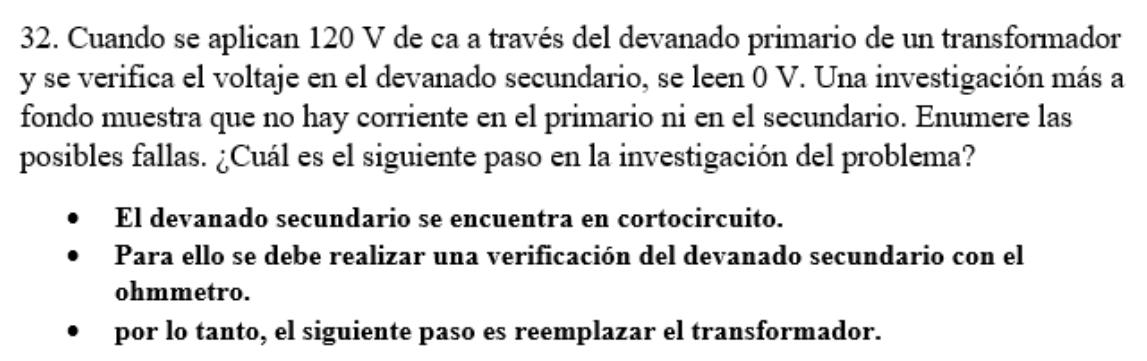 32. Cuando se aplican 120 V de ca a través del devanado primario de un transformador
y se verifica el voltaje en el devanado secundario, se leen 0 V. Una investigación más a
fondo muestra que no hay corriente en el primario ni en el secundario. Enumere las
posibles fallas. ¿Cuál es el siguiente paso en la investigación del problema?
• El devanado secundario se encuentra en cortocircuito.
• Para ello se debe realizar una verificación del devanado secundario con el
ohmmetro.
• por lo tanto, el siguiente paso es reemplazar el transformador.